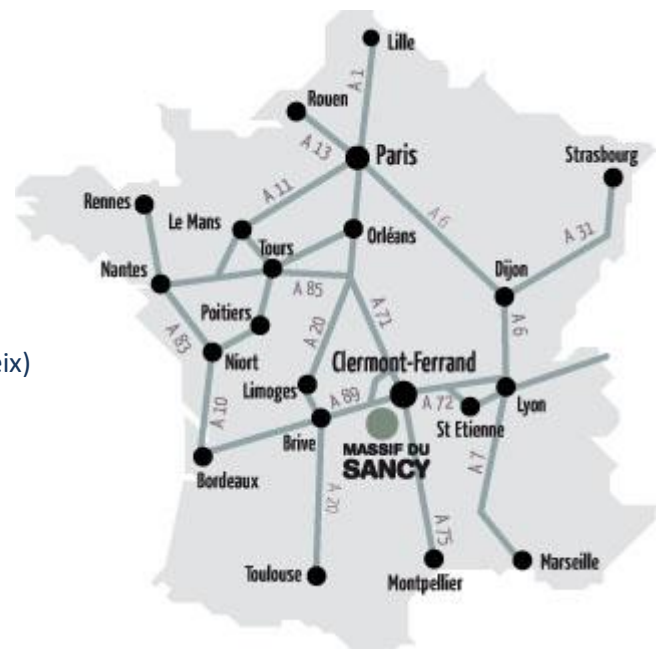 Lille
A 1
Rouen
A 13
Paris
Strasbourg
A 11
A 6
Rennes
Le Mans
Orléans
A 31
Tours
Dijon
Nantes
A 85
Poitiers
A 83
A 20
A 71
A 6
eix)
Niort
Clermont-Ferrand
Limoges
A 89
A 72
Lyon
A 10
St Etienne
Brive
MASSIF DU
SANCY
A 7
Bordeaux
A 20
A 75
Toulouse
Montpellier
Marseille